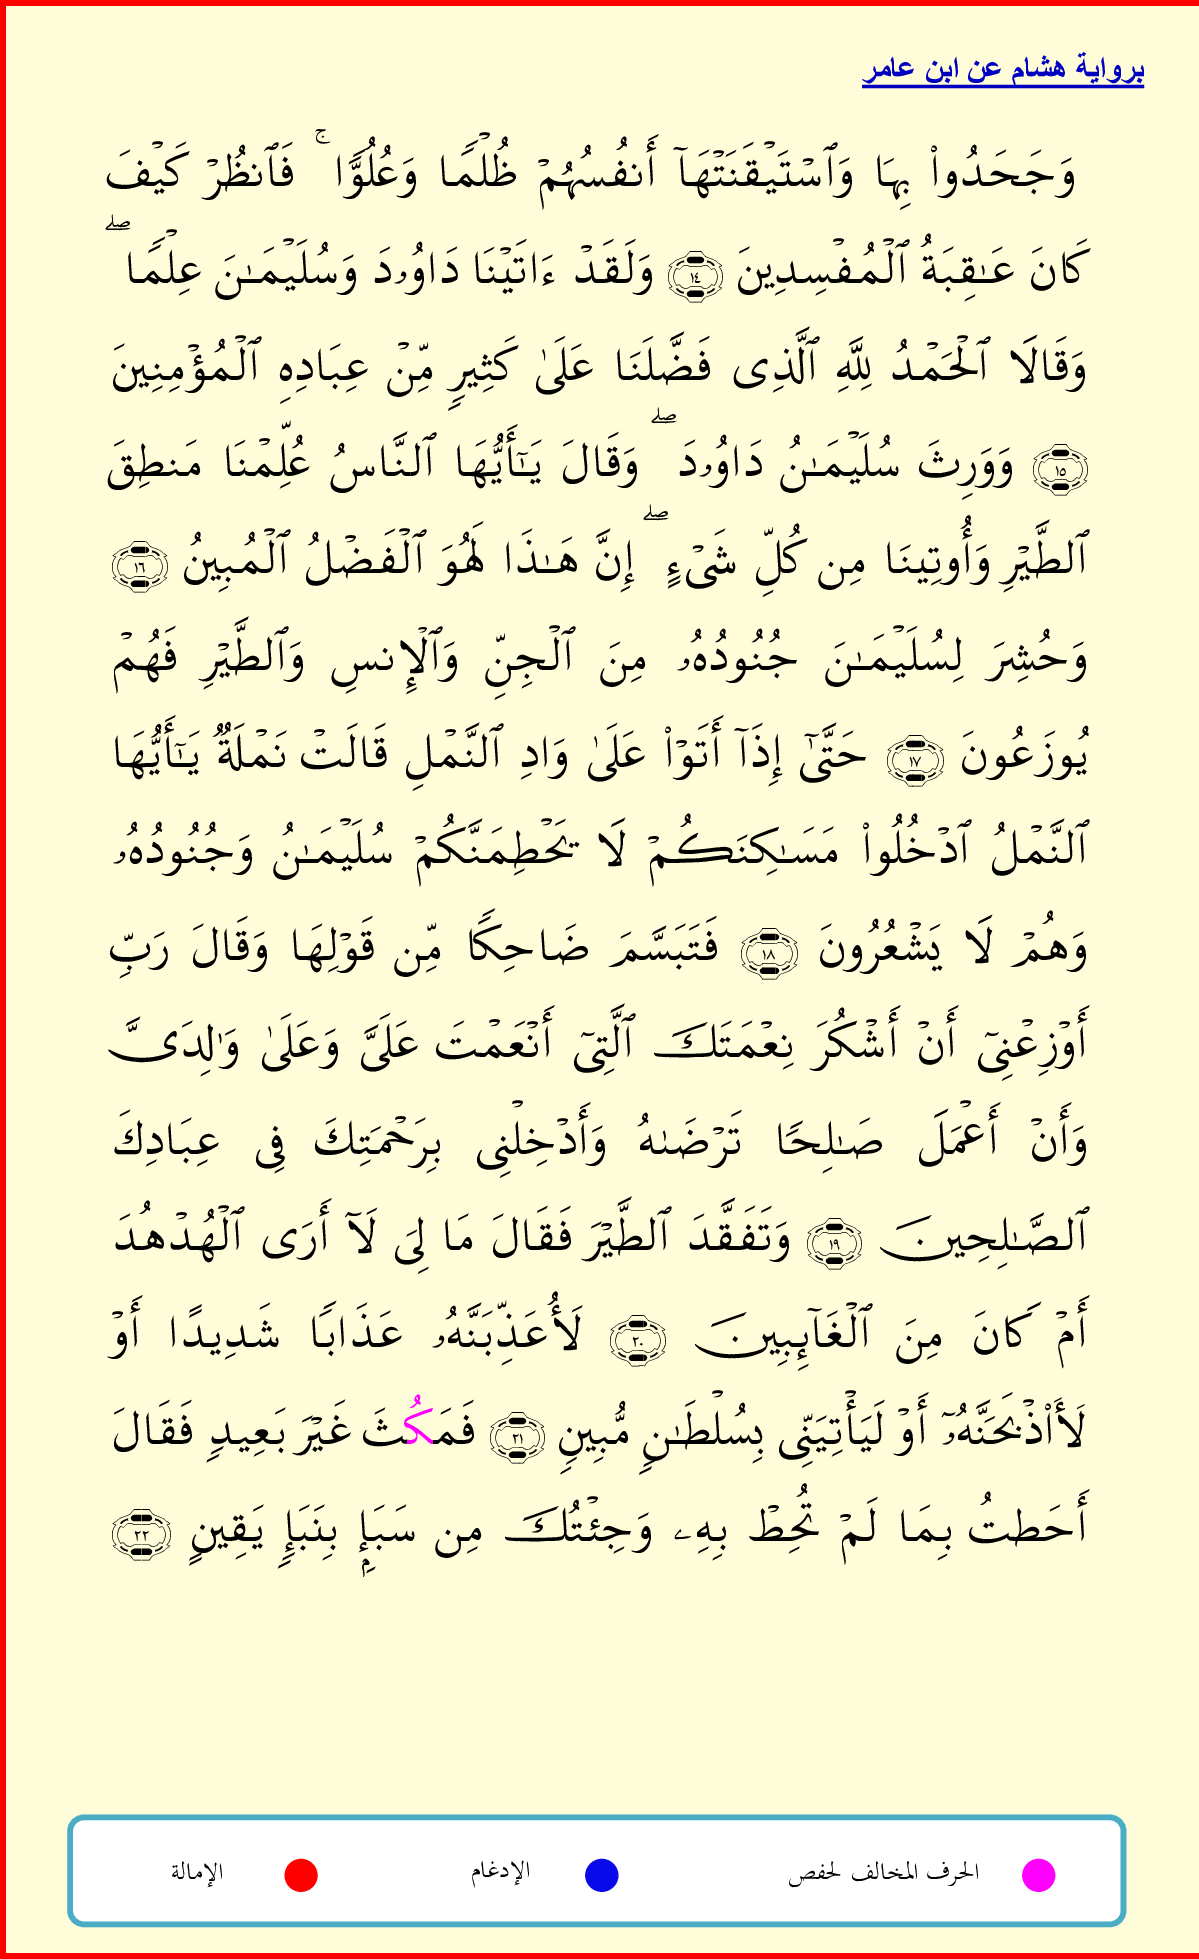 برواية هشام عن ابن عامر
وَجَحَدُوا۟ بِهَا وَٱسْتَيْقَنَتْهَآ أَنفُسُهُمْ ظُلْمًا وَعُلُوًّا ۚ فَٱنظُرْ كَيْفَ
كَانَ عَـٰقِبَةُ ٱلْمُفْسِدِينَ ١٤ وَلَقَدْ ءَاتَيْنَا دَاوُۥدَ وَسُلَيْمَـٰنَ عِلْمًا ۖ
وَقَالَا ٱلْحَمْدُ لِلَّهِ ٱلَّذِى فَضَّلَنَا عَلَىٰ كَثِيرٍ مِّنْ عِبَادِهِ ٱلْمُؤْمِنِينَ
١٥ وَوَرِثَ سُلَيْمَـٰنُ دَاوُۥدَ ۖ وَقَالَ يَـٰٓأَيُّهَا ٱلنَّاسُ عُلِّمْنَا مَنطِقَ
ٱلطَّيْرِ وَأُوتِينَا مِن كُلِّ شَىْءٍ ۖ إِنَّ هَـٰذَا لَهُوَ ٱلْفَضْلُ ٱلْمُبِينُ ١٦
وَحُشِرَ لِسُلَيْمَـٰنَ جُنُودُهُۥ مِنَ ٱلْجِنِّ وَٱلْإِنسِ وَٱلطَّيْرِ فَهُمْ
يُوزَعُونَ ١٧ حَتَّىٰٓ إِذَآ أَتَوْا۟ عَلَىٰ وَادِ ٱلنَّمْلِ قَالَتْ نَمْلَةٌ يَـٰٓأَيُّهَا
ٱلنَّمْلُ ٱدْخُلُوا۟ مَسَـٰكِنَكُمْ لَا يَحْطِمَنَّكُمْ سُلَيْمَـٰنُ وَجُنُودُهُۥ
وَهُمْ لَا يَشْعُرُونَ ١٨ فَتَبَسَّمَ ضَاحِكًا مِّن قَوْلِهَا وَقَالَ رَبِّ
أَوْزِعْنِىٓ أَنْ أَشْكُرَ نِعْمَتَكَ ٱلَّتِىٓ أَنْعَمْتَ عَلَىَّ وَعَلَىٰ وَٰلِدَىَّ
وَأَنْ أَعْمَلَ صَـٰلِحًا تَرْضَىٰهُ وَأَدْخِلْنِى بِرَحْمَتِكَ فِى عِبَادِكَ
ٱلصَّـٰلِحِينَ ١٩ وَتَفَقَّدَ ٱلطَّيْرَ فَقَالَ مَا لِىَ لَآ أَرَى ٱلْهُدْهُدَ
أَمْ كَانَ مِنَ ٱلْغَآئِبِينَ ٢٠ لَأُعَذِّبَنَّهُۥ عَذَابًا شَدِيدًا أَوْ
لَأَا۟ذْبَحَنَّهُۥٓ أَوْ لَيَأْتِيَنِّى بِسُلْطَـٰنٍ مُّبِينٍ ٢١ فَمَكُثَ غَيْرَ بَعِيدٍ فَقَالَ
أَحَطتُ بِمَا لَمْ تُحِطْ بِهِۦ وَجِئْتُكَ مِن سَبَإٍۭ بِنَبَإٍ يَقِينٍ ٢٢
الحرف المخالف لحفص الإدغام الإمالة